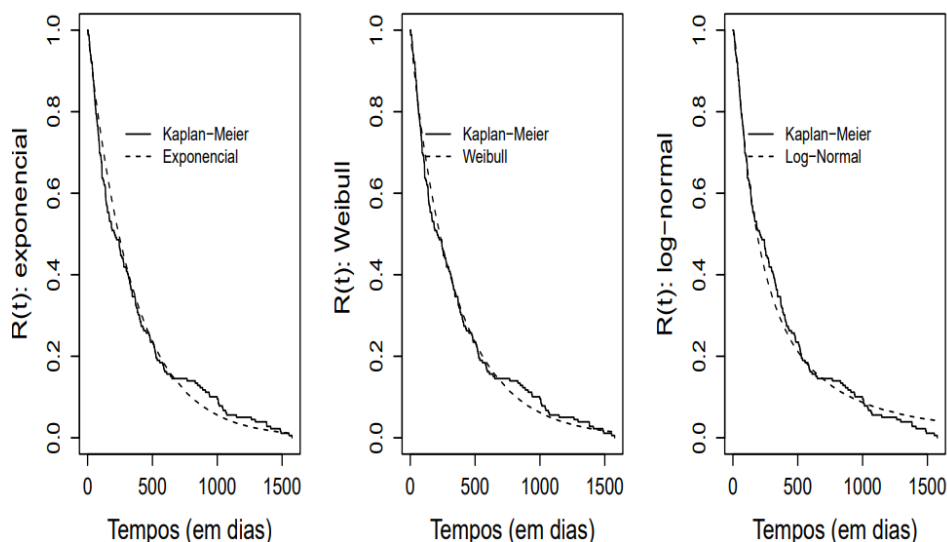 R(t): exponencial
1.0
0.8
0.6
0.4
0.2
0.0
Kaplan−Meier
Exponencial
0 500 1000 1500
Tempos (em dias)
R(t): Weibull
1.0
0.8
0.6
0.4
0.2
0.0
Kaplan−Meier
Weibull
0 500 1000 1500
Tempos (em dias)
R(t): log−normal
1.0
0.8
0.6
0.4
0.2
0.0
Kaplan−Meier
Log−Normal
0 500 1000 1500
Tempos (em dias)